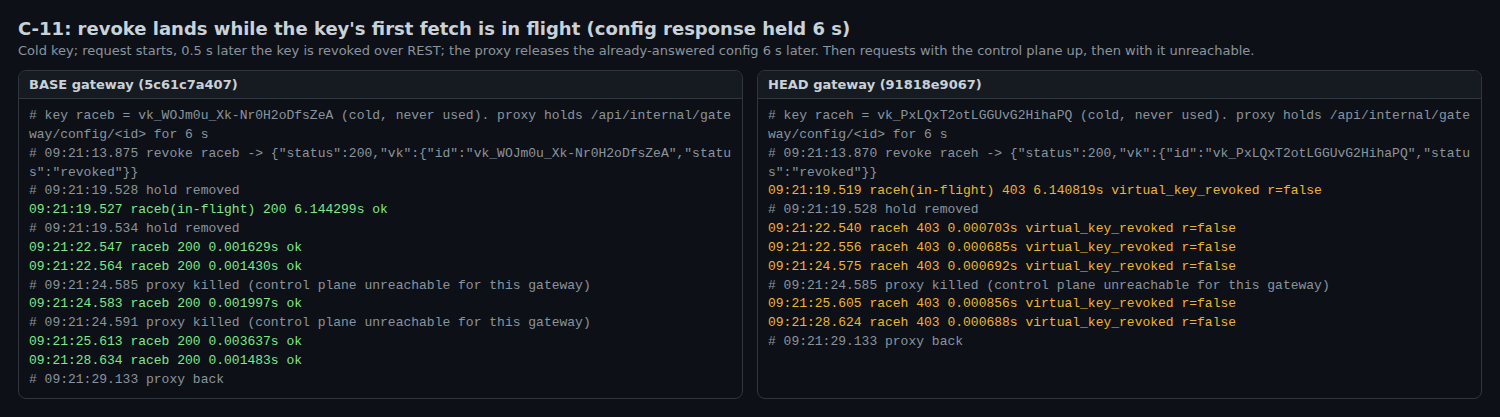 C-11: revoke lands while the key's first fetch is in flight (config response held 6 s)
Cold key; request starts, 0.5 s later the key is revoked over REST; the proxy releases the already-answered config 6 s later. Then requests with the control plane up, then with it unreachable.
BASE gateway (5c61c7a407)
# key raceb = vk_WOJm0u_Xk-Nr0H2oDfsZeA (cold, never used). proxy holds /api/internal/gate
way/config/<id> for 6 s
# 09:21:13.875 revoke raceb -> {"status":200,"vk":{"id":"vk_WOJm0u_Xk-Nr0H2oDfsZeA","statu
s":"revoked"}}
# 09:21:19.528 hold removed
09:21:19.527 raceb(in-flight) 200 6.144299s ok
# 09:21:19.534 hold removed
09:21:22.547 raceb 200 0.001629s ok
09:21:22.564 raceb 200 0.001430s ok
# 09:21:24.585 proxy killed (control plane unreachable for this gateway)
09:21:24.583 raceb 200 0.001997s ok
# 09:21:24.591 proxy killed (control plane unreachable for this gateway)
09:21:25.613 raceb 200 0.003637s ok
09:21:28.634 raceb 200 0.001483s ok
# 09:21:29.133 proxy back
HEAD gateway (91818e9067)
# key raceh = vk_PxLQxT2otLGGUvG2HihaPQ (cold, never used). proxy holds /api/internal/gate
way/config/<id> for 6 s
# 09:21:13.870 revoke raceh -> {"status":200,"vk":{"id":"vk_PxLQxT2otLGGUvG2HihaPQ","statu
s":"revoked"}}
09:21:19.519 raceh(in-flight) 403 6.140819s virtual_key_revoked r=false
# 09:21:19.528 hold removed
09:21:22.540 raceh 403 0.000703s virtual_key_revoked r=false
09:21:22.556 raceh 403 0.000685s virtual_key_revoked r=false
09:21:24.575 raceh 403 0.000692s virtual_key_revoked r=false
# 09:21:24.585 proxy killed (control plane unreachable for this gateway)
09:21:25.605 raceh 403 0.000856s virtual_key_revoked r=false
09:21:28.624 raceh 403 0.000688s virtual_key_revoked r=false
# 09:21:29.133 proxy back